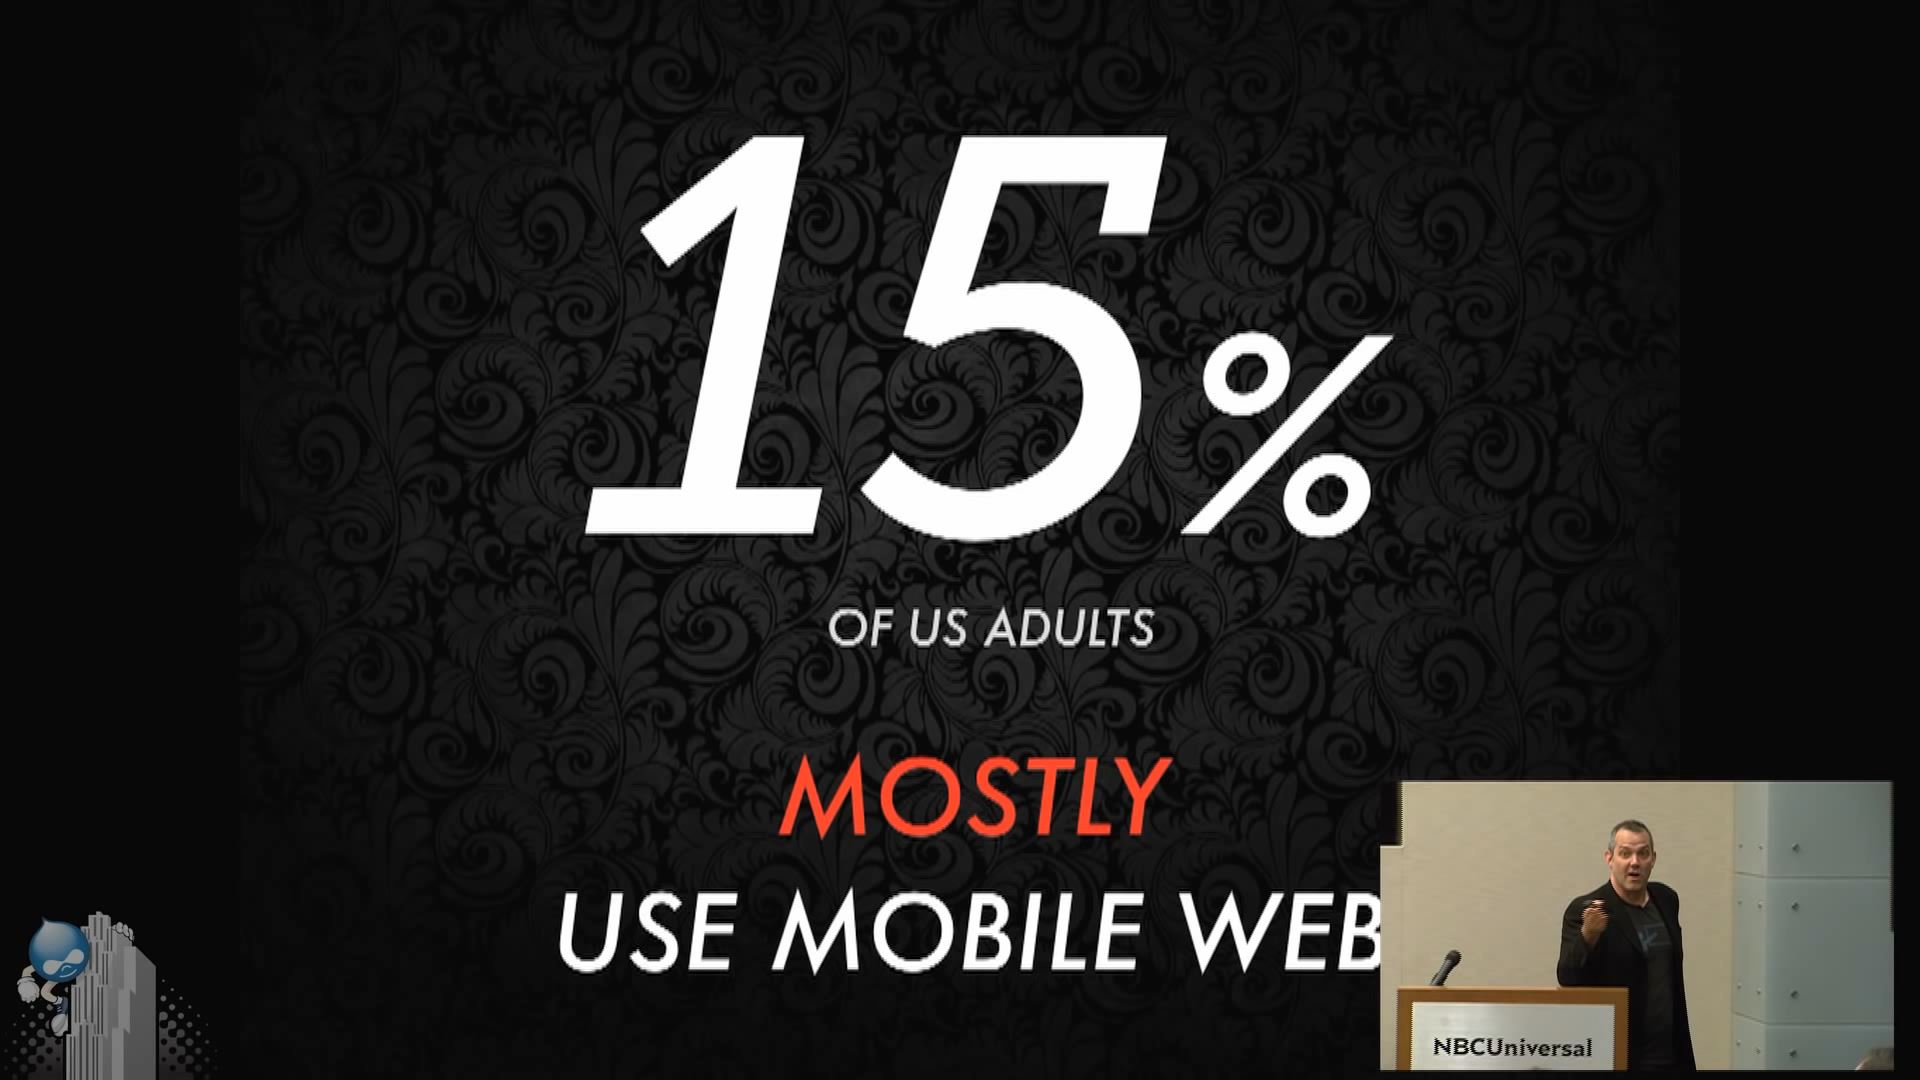 15%
OF US ADULTS
MOSTLY
USE MOBILE WEB
NBCUniversal